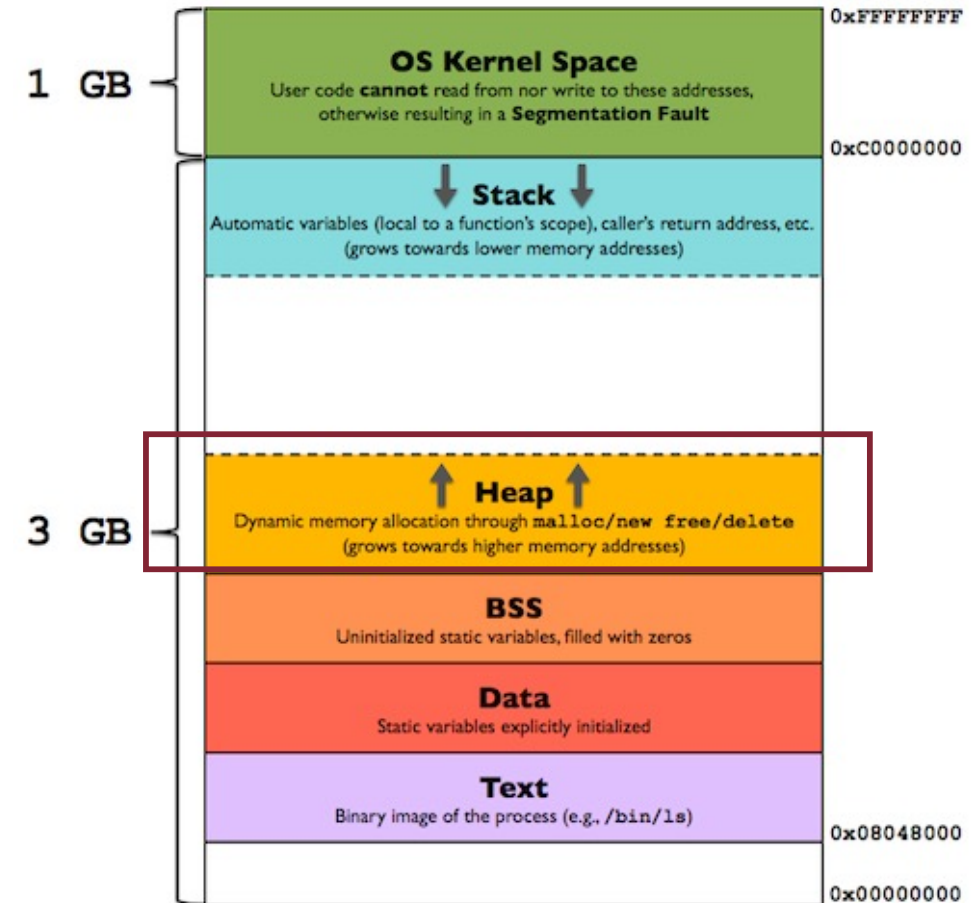 0xFFFFFFFF
1 GB
OS Kernel Space
User code cannot read from nor write to these addresses,
otherwise resulting in a Segmentation Fault
0xC0000000
Stack
Automatic variables (local to a function's scope), caller's return address, etc.
(grows towards lower memory addresses)
3 GB
Heap
Dynamic memory allocation through malloc/new free/delete
(grows towards higher memory addresses)
BSS
Uninitialized static variables, filled with zeros
Data
Static variables explicitly initialized
Text
Binary image of the process (e.g., /bin/ls)
0x08048000
0x00000000